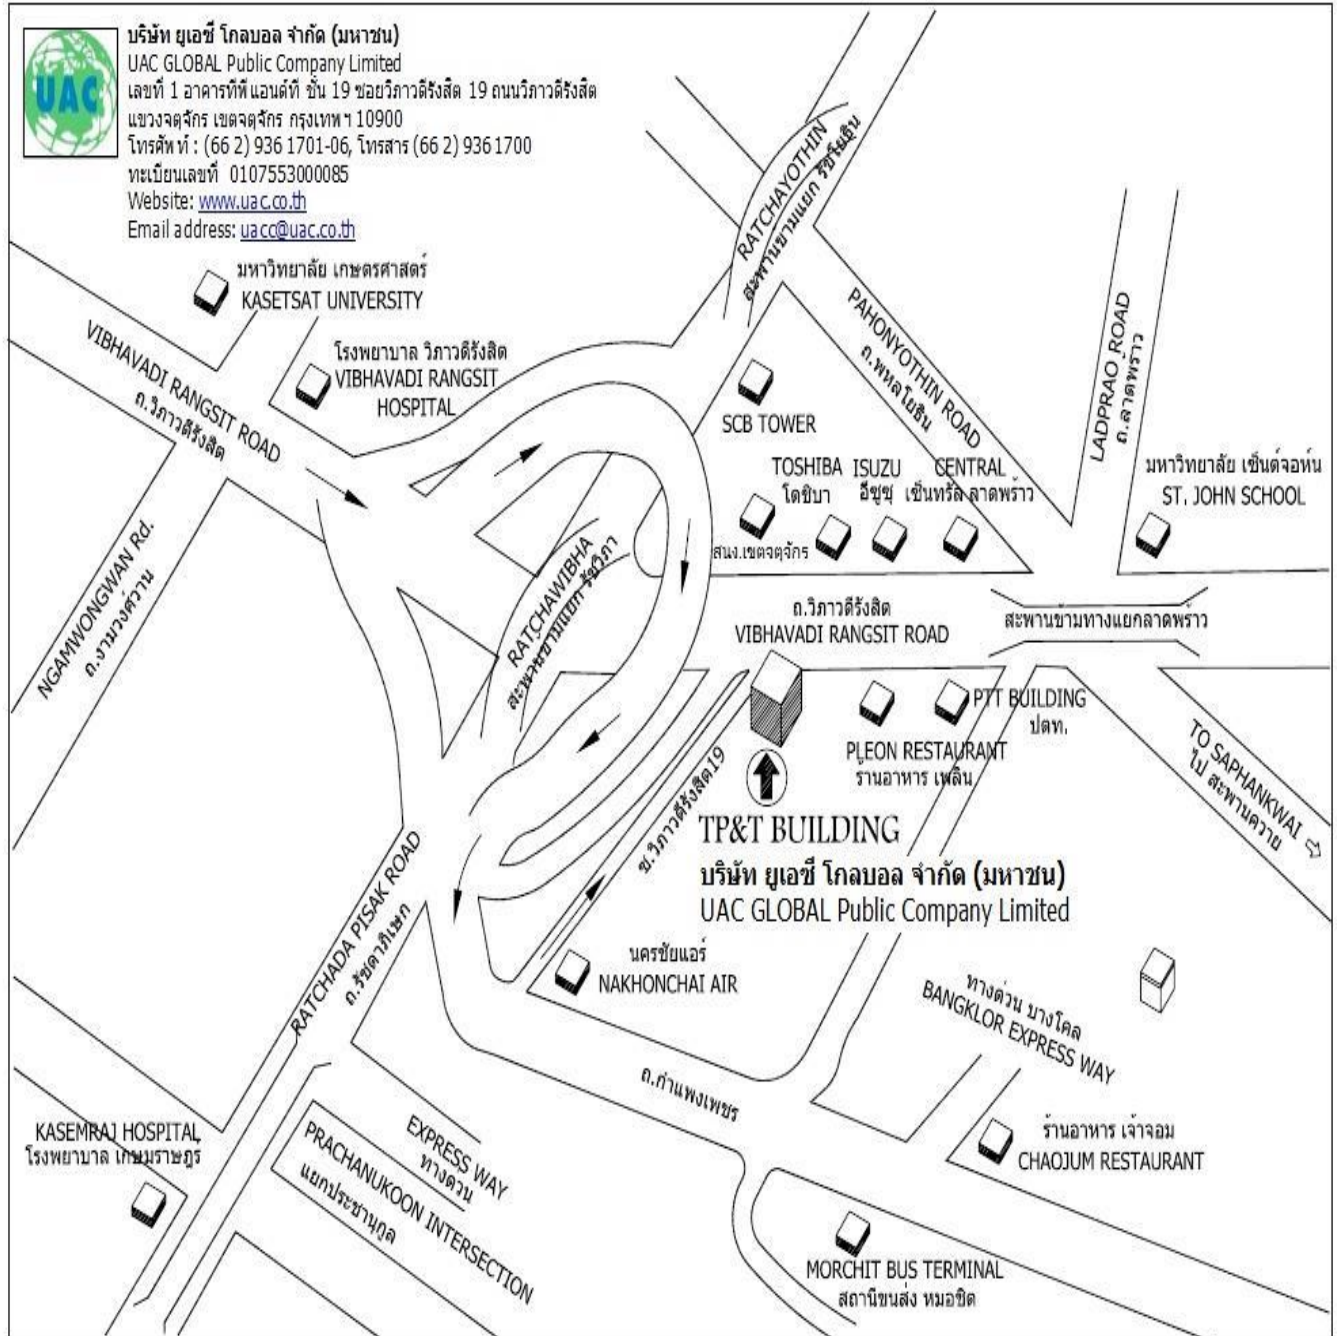 บริษัท ยูเอซี โกลบอล จำกัด (มหาชน)
UAC GLOBAL Public Company Limited
เลขที่ 1 อาคารทีพีแอนด์ที ชั้น 19 ซอยวิภาวดีรังสิต 19 ถนนวิภาวดีรังสิต
แขวงจตุจักร เขตจตุจักร กรุงเทพฯ 10900
โทรศัพท์ : (66 2) 936 1701-06, โทรสาร (66 2) 936 1700
ทะเบียนเลขที่ 0107553000085
Website: www.uac.co.th
Email address: uacc@uac.co.th
UAC
มหาวิทยาลัย เกษตรศาสตร์
KASETSAT UNIVERSITY
VIBHAVADI RANGSIT ROAD
ถ.วิภาวดีรังสิต
โรงพยาบาล วิภาวดีรังสิต
VIBHAVADI RANGSIT
HOSPITAL
RATCHAYOTHIN
สะพานข้ามแยก รัชโยธิน
PAHONYOTHIN ROAD
ถ.พหลโยธิน
LADPRAO ROAD
ถ.ลาดพร้าว
SCB TOWER
TOSHIBA
โตชิบา
ISUZU
อีซูซุ
CENTRAL
เซ็นทรัล ลาดพร้าว
มหาวิทยาลัย เซ็นต์จอห์น
ST. JOHN SCHOOL
สนง.เขตจตุจักร
NGAMWONGWAN Rd.
ถ.งามวงศ์วาน
RATCHAWIBHA
สะพานข้ามแยก รัชวิภา
ถ.วิภาวดีรังสิต
VIBHAVADI RANGSIT ROAD
สะพานข้ามทางแยกลาดพร้าว
PTT BUILDING
ปตท.
PLEON RESTAURANT
ร้านอาหาร เพลิน
TO SAPHANKWAI
ไป สะพานควาย
ซ.วิภาวดีรังสิต19
TP&T BUILDING
บริษัท ยูเอซี โกลบอล จำกัด (มหาชน)
UAC GLOBAL Public Company Limited
RATCHADA PISAK ROAD
ถ.รัชดาภิเษก
นครชัยแอร์
NAKHONCHAI AIR
ทางด่วน บางโคล่
BANGKLOR EXPRESS WAY
ถ.กำแพงเพชร
KASEMRAJ HOSPITAL
โรงพยาบาล เกษมราษฎร์
EXPRESS WAY
ทางด่วน
PRACHANUKOON INTERSECTION
แยกประชานุกูล
ร้านอาหาร เจ้าจอม
CHAOJUM RESTAURANT
MORCHIT BUS TERMINAL
สถานีขนส่ง หมอชิต